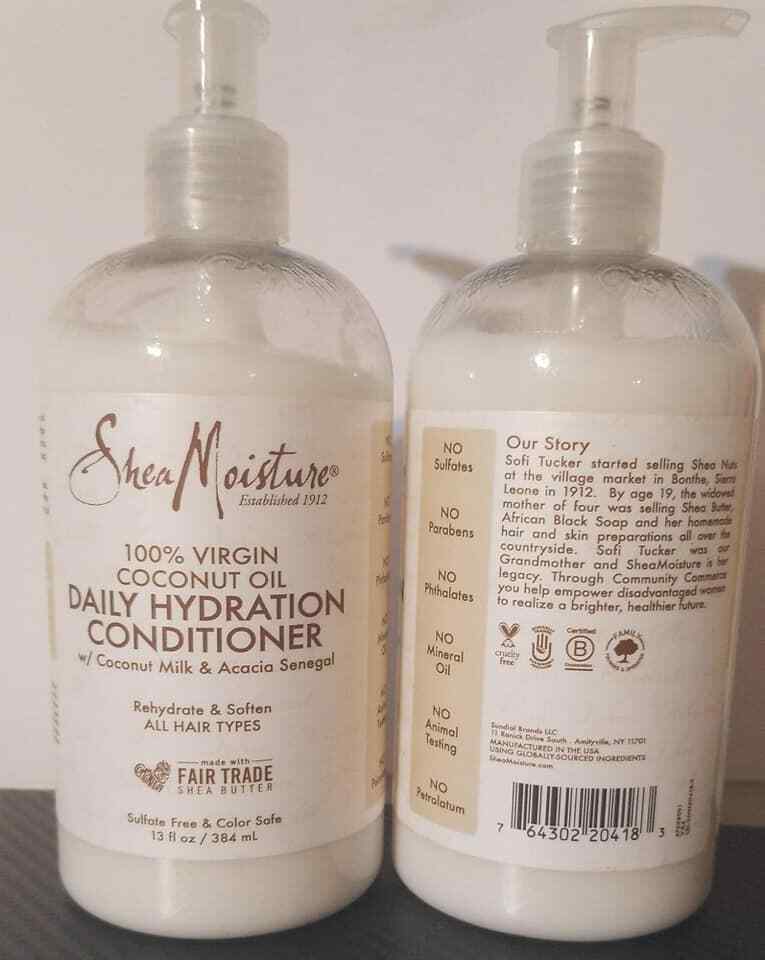 SheaMoisture®
Established 1912
100% VIRGIN
COCONUT OIL
DAILY HYDRATION
CONDITIONER
w/ Coconut Milk & Acacia Senegal
Rehydrate & Soften
ALL HAIR TYPES
made with
FAIR TRADE
SHEA BUTTER
Sulfate Free & Color Safe
13 fl oz / 384 mL
NO
Sulfates
NO
Parabens
NO
Phthalates
NO
Mineral
Oil
NO
Animal
Testing
NO
Petrolatum
Our Story
Sofi Tucker started selling Shea Nuts
at the village market in Bonthe, Sierra
Leone in 1912. By age 19, the widowed
mother of four was selling Shea Butter,
African Black Soap and her homemade
hair and skin preparations all over the
countryside. Sofi Tucker was our
Grandmother and SheaMoisture is her
legacy. Through Community Commerce
you help empower disadvantaged women
to realize a brighter, healthier future.
cruelty
free
Certified
B
Corporation
FAMILY
Sundial Brands LLC
11 Ranick Drive South . Amityville, NY 11701
MANUFACTURED IN THE USA
USING GLOBALLY-SOURCED INGREDIENTS
SheaMoisture.com
7 64302 20418 3